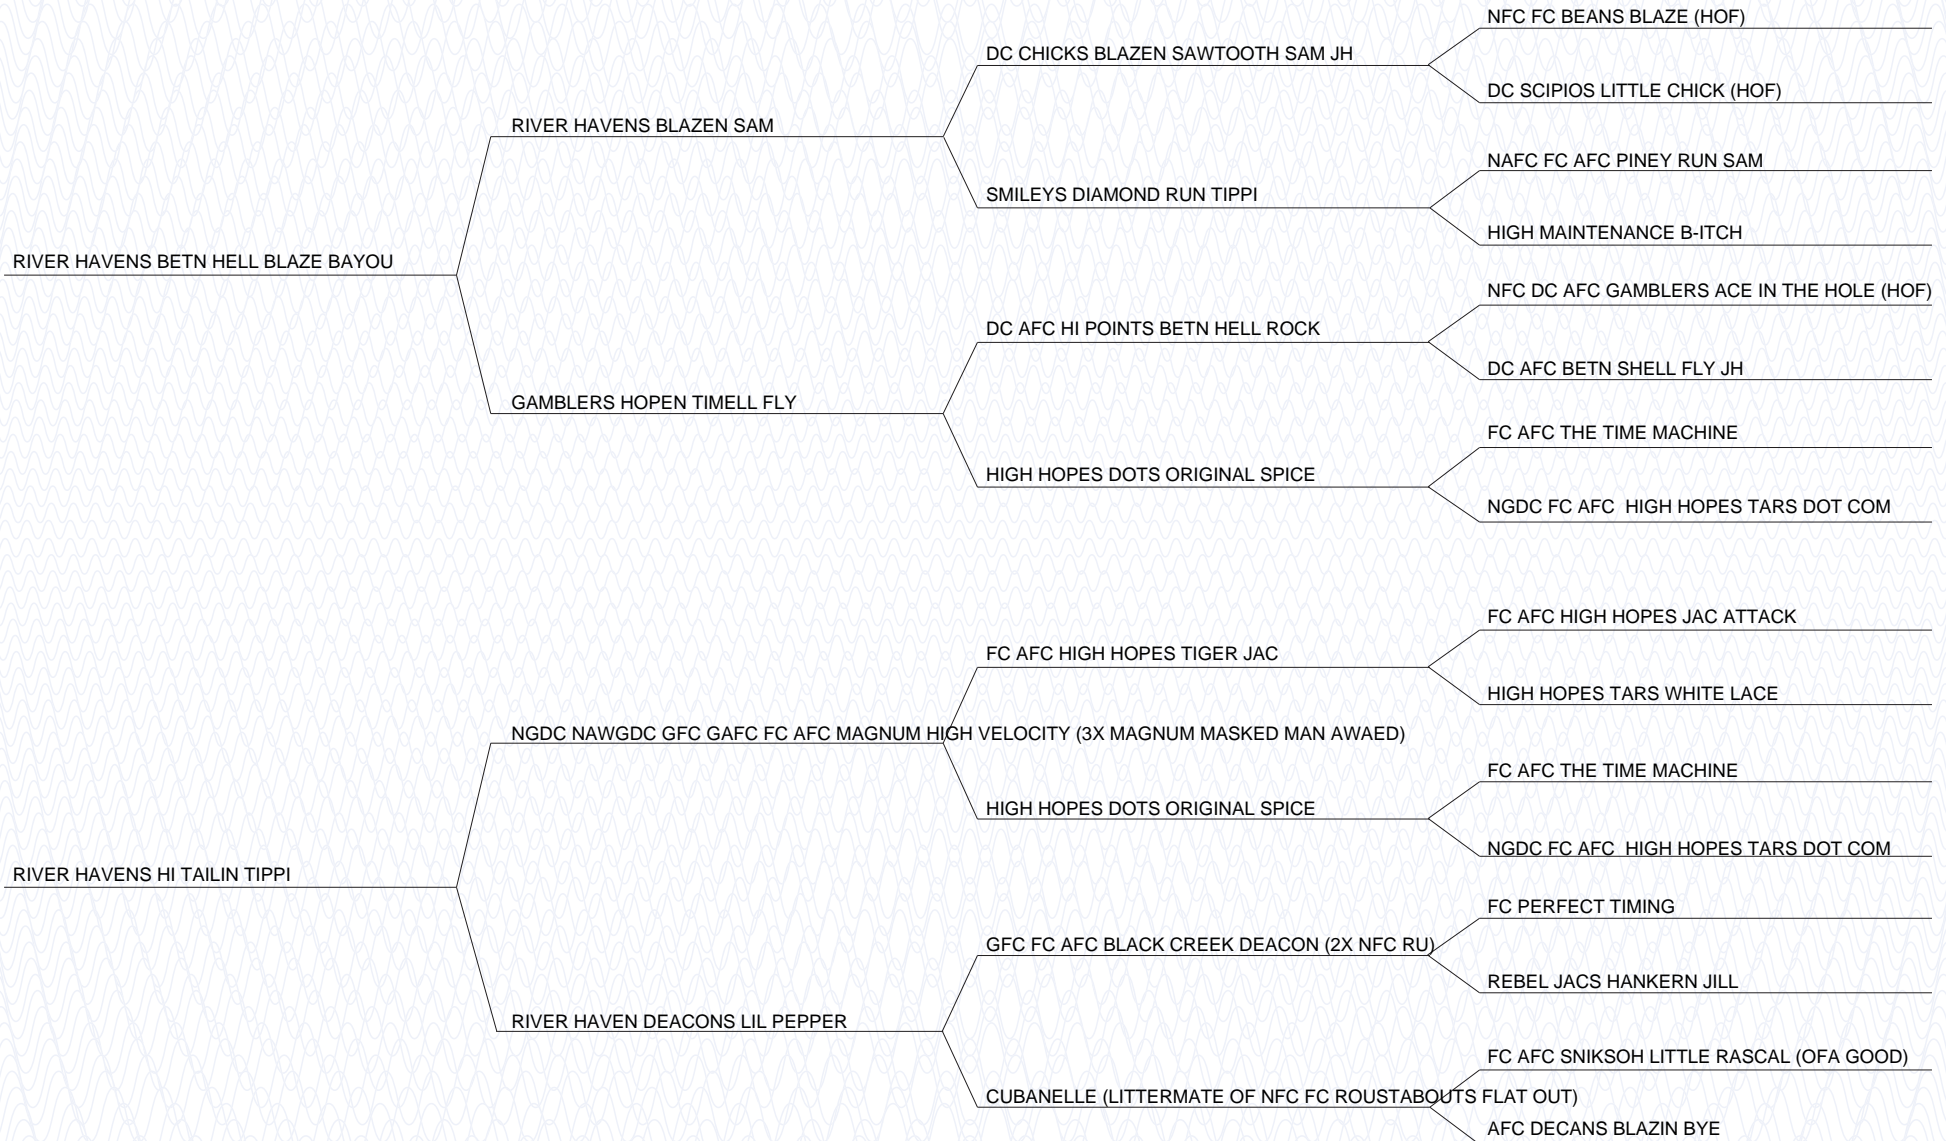 NFC FC BEANS BLAZE (HOF)
DC CHICKS BLAZEN SAWTOOTH SAM JH
DC SCIPIOS LITTLE CHICK (HOF)
RIVER HAVENS BLAZEN SAM
NAFC FC AFC PINEY RUN SAM
SMILEYS DIAMOND RUN TIPPI
HIGH MAINTENANCE B-ITCH
RIVER HAVENS BETN HELL BLAZE BAYOU
NFC DC AFC GAMBLERS ACE IN THE HOLE (HOF)
DC AFC HI POINTS BETN HELL ROCK
DC AFC BETN SHELL FLY JH
GAMBLERS HOPEN TIMELL FLY
FC AFC THE TIME MACHINE
HIGH HOPES DOTS ORIGINAL SPICE
NGDC FC AFC  HIGH HOPES TARS DOT COM
FC AFC HIGH HOPES JAC ATTACK
FC AFC HIGH HOPES TIGER JAC
HIGH HOPES TARS WHITE LACE
NGDC NAWGDC GFC GAFC FC AFC MAGNUM HIGH VELOCITY (3X MAGNUM MASKED MAN AWAED)
FC AFC THE TIME MACHINE
HIGH HOPES DOTS ORIGINAL SPICE
NGDC FC AFC  HIGH HOPES TARS DOT COM
RIVER HAVENS HI TAILIN TIPPI
FC PERFECT TIMING
GFC FC AFC BLACK CREEK DEACON (2X NFC RU)
REBEL JACS HANKERN JILL
RIVER HAVEN DEACONS LIL PEPPER
FC AFC SNIKSOH LITTLE RASCAL (OFA GOOD)
CUBANELLE (LITTERMATE OF NFC FC ROUSTABOUTS FLAT OUT)
AFC DECANS BLAZIN BYE